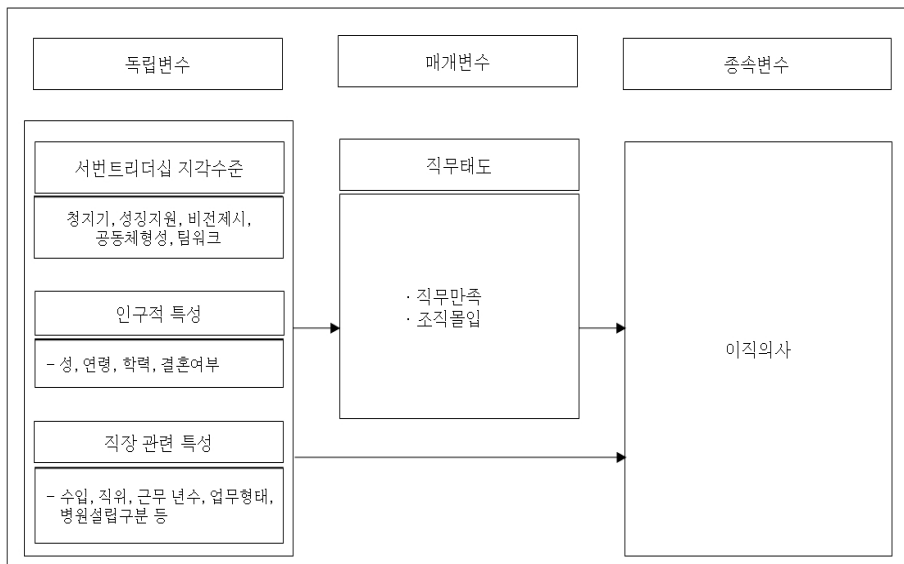 독립변수
매개변수
종속변수
서번트리더십 지각수준
청지기, 성징지원, 비전제시,
공동체형성, 팀워크
인구적 특성
- 성, 연령, 학력, 결혼여부
직장 관련 특성
- 수입, 직위, 근무 년수, 업무형태,
병원설립구분 등
직무태도
· 직무만족
· 조직몰입
이직의사